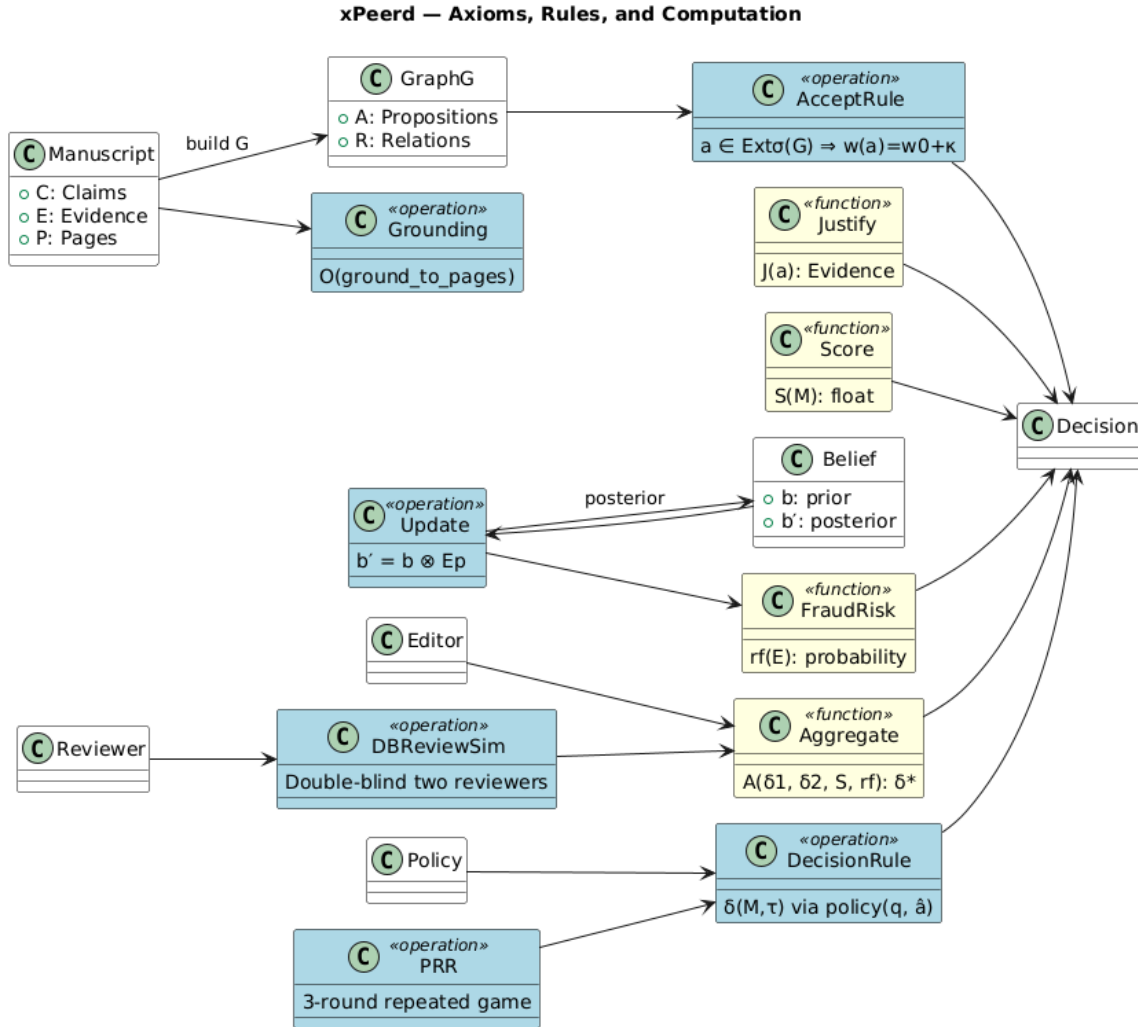 xPeerd — Axioms, Rules, and Computation
C GraphG
A: Propositions
R: Relations
«operation»
C AcceptRule
a ∈ Extσ(G) ⇒ w(a)=w0+κ
build G
C Manuscript
C: Claims
E: Evidence
P: Pages
«operation»
C Grounding
O(ground_to_pages)
«function»
C Justify
J(a): Evidence
«function»
C Score
S(M): float
C Decision
C Belief
b: prior
b′: posterior
posterior
«operation»
C Update
b′ = b ⊗ Ep
«function»
C FraudRisk
rf(E): probability
C Editor
«function»
C Aggregate
A(δ1, δ2, S, rf): δ*
C Reviewer
«operation»
C DBReviewSim
Double-blind two reviewers
C Policy
«operation»
C DecisionRule
δ(M,τ) via policy(q, â)
«operation»
C PRR
3-round repeated game